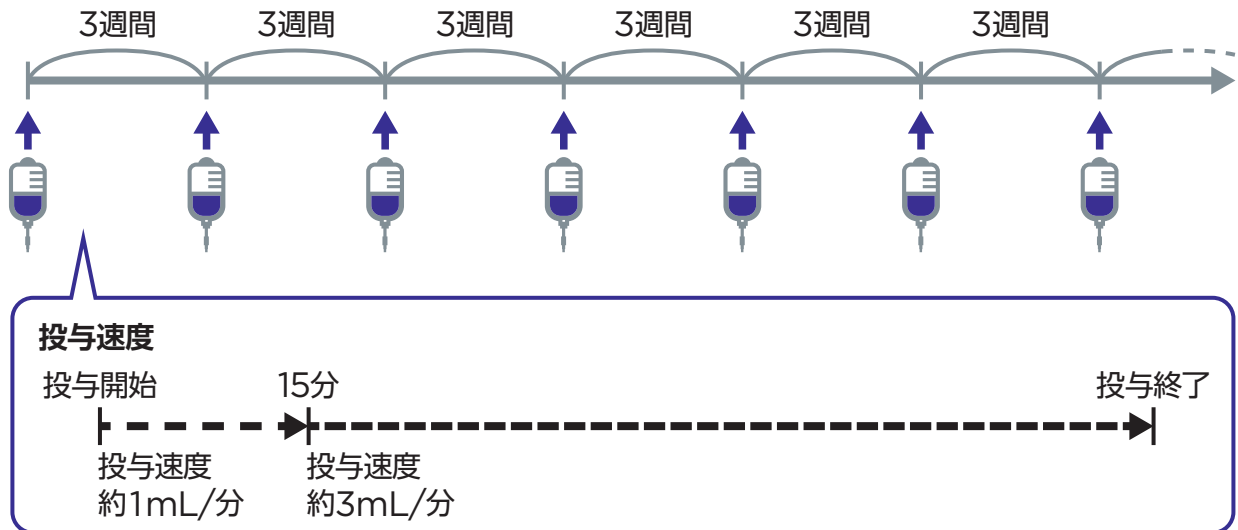 3週間 3週間 3週間 3週間 3週間 3週間
投与速度
投与開始 15分 投与終了
投与速度 投与速度
約1mL/分 約3mL/分